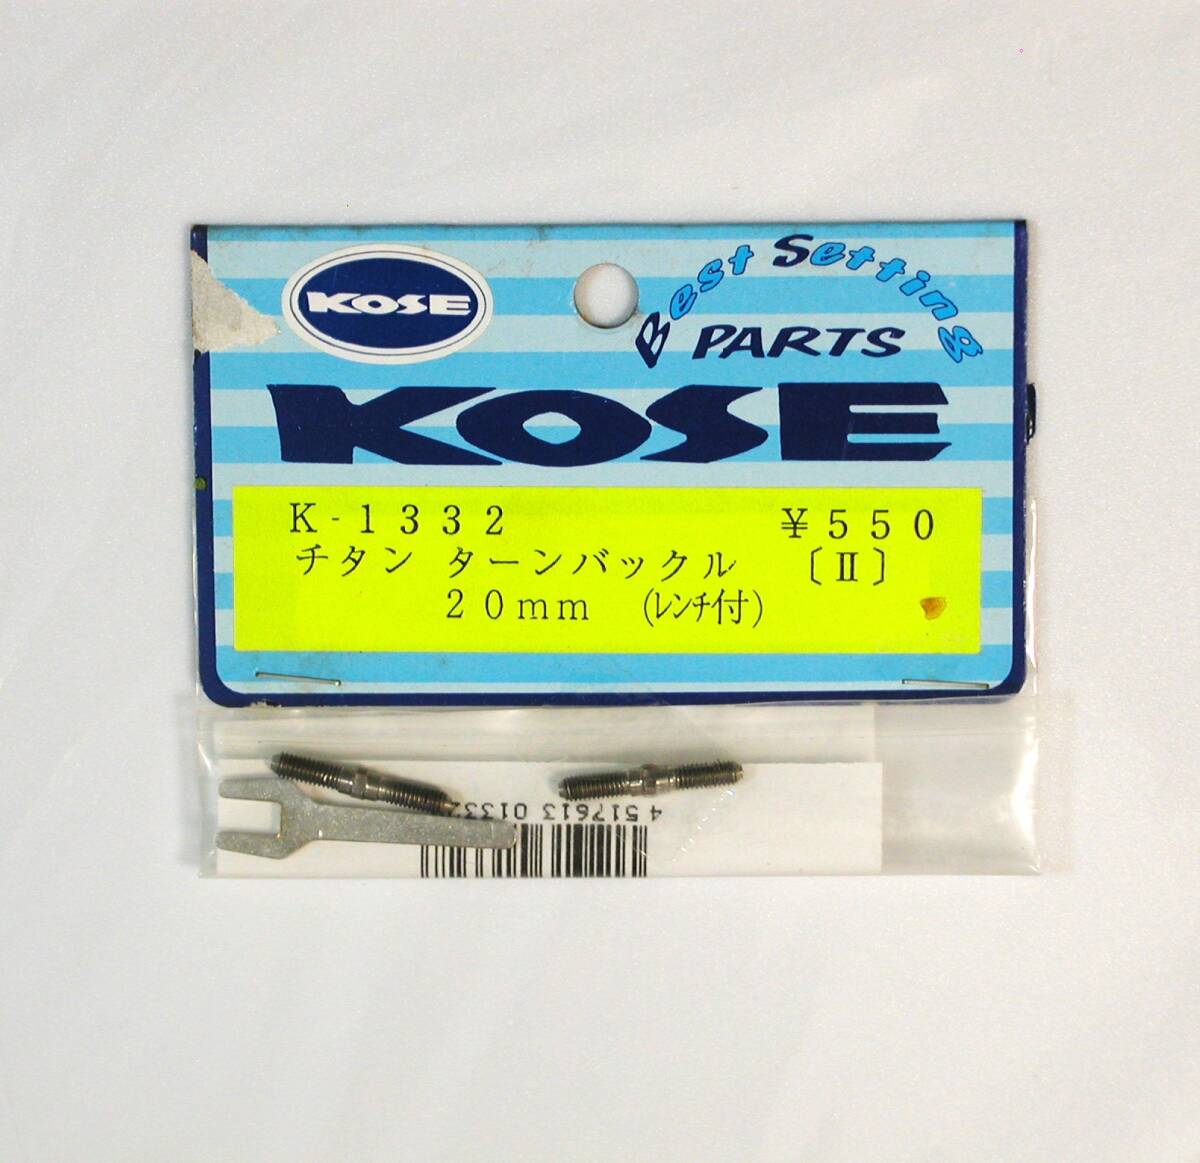 KOSE
Best Setting
PARTS
KOSE
K-1332 ¥550
チタン ターンバックル 〔Ⅱ〕
20mm (ﾚﾝﾁ付)
4 517613 01332